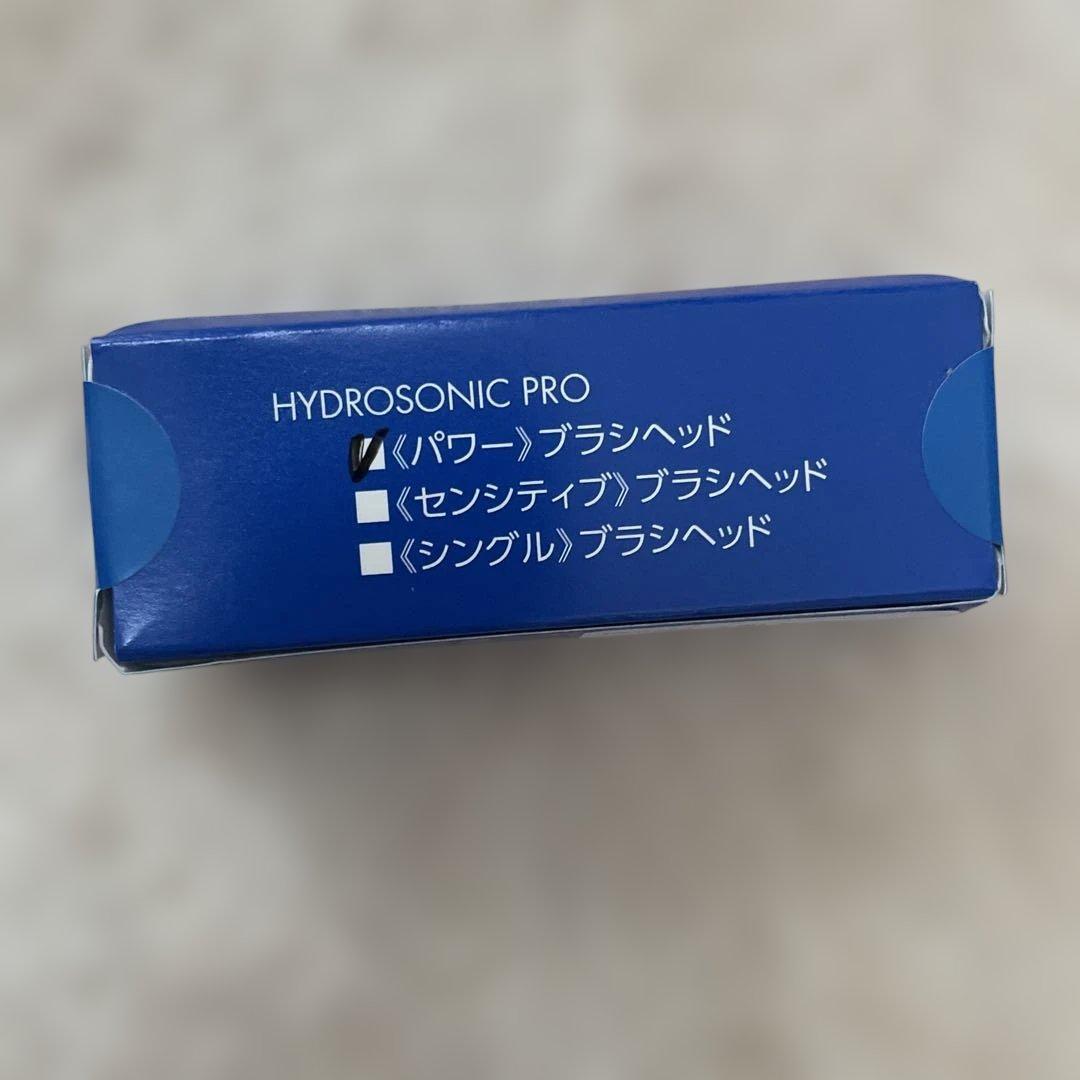 HYDROSONIC PRO
☑《パワー》ブラシヘッド
☐《センシティブ》ブラシヘッド
☐《シングル》ブラシヘッド